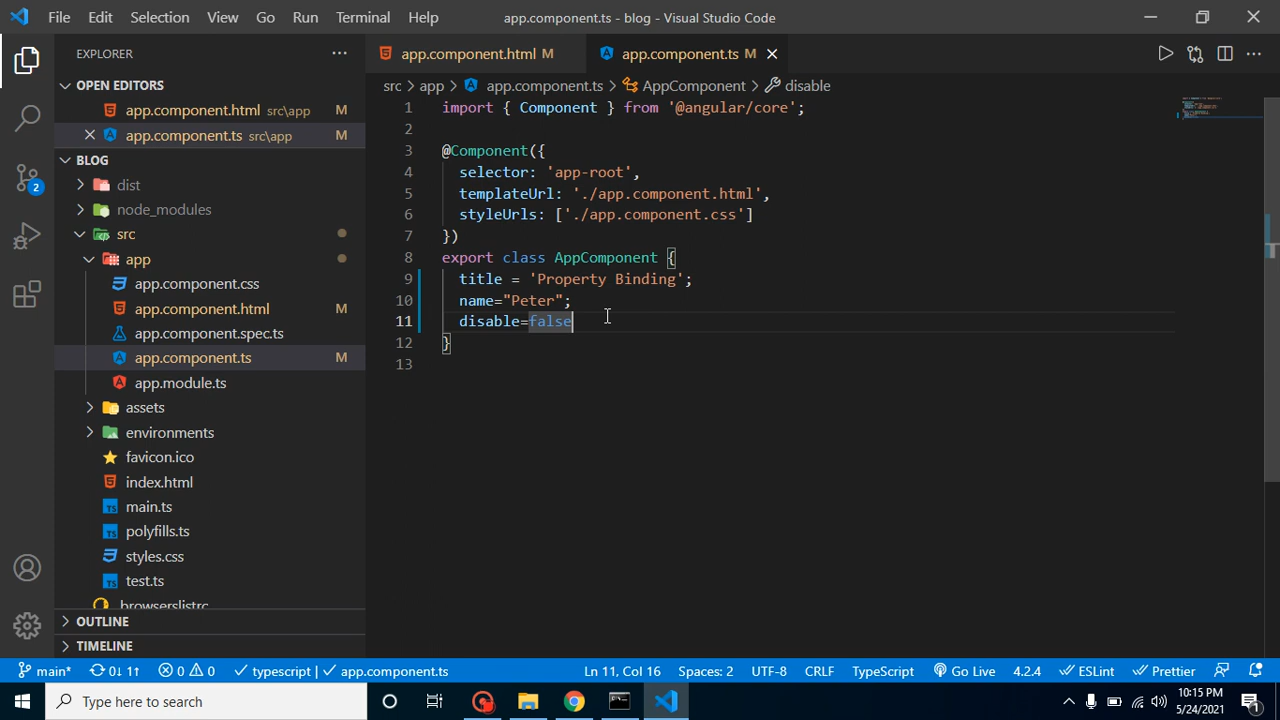 File Edit Selection View Go Run Terminal Help app.component.ts - blog - Visual Studio Code
EXPLORER
OPEN EDITORS
app.component.html src\app M
app.component.ts src\app M
BLOG
dist
node_modules
src
app
app.component.css
app.component.html M
app.component.spec.ts
app.component.ts M
app.module.ts
assets
environments
favicon.ico
index.html
main.ts
polyfills.ts
styles.css
test.ts
browserslistrc
OUTLINE
TIMELINE
2
app.component.html M app.component.ts M
src > app > app.component.ts > AppComponent > disable
1 import { Component } from '@angular/core';
2
3 @Component({
4 selector: 'app-root',
5 templateUrl: './app.component.html',
6 styleUrls: ['./app.component.css']
7 })
8 export class AppComponent {
9 title = 'Property Binding';
10 name="Peter";
11 disable=false
12 }
13
main* 0↓ 1↑ 0 0 typescript | app.component.ts Ln 11, Col 16 Spaces: 2 UTF-8 CRLF TypeScript Go Live 4.2.4 ESLint Prettier
Type here to search
10:15 PM
5/24/2021
1